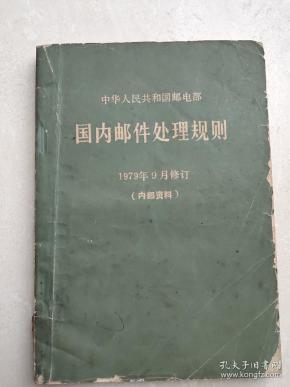 中华人民共和国邮电部
国内邮件处理规则
1979年9月修订
(内部资料)
孔夫子旧书网